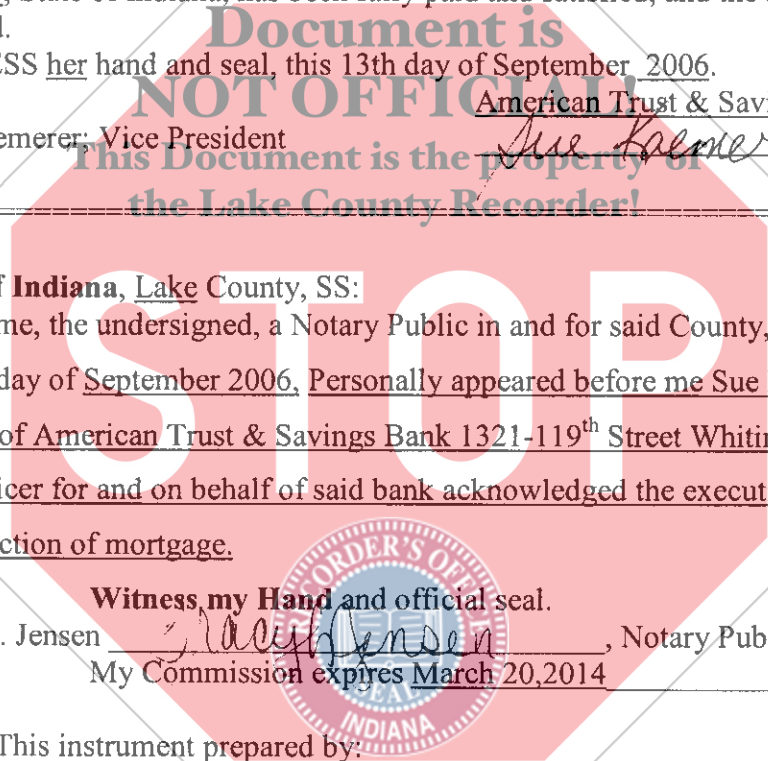 , State of Indiana, has been fully paid and satisfied, and the
d.
ESS her hand and seal, this 13th day of September 2006.
American Trust & Savi
emerer; Vice President
Sue Kaemer
Document is
NOT OFFICIAL!
This Document is the property of
the Lake County Recorder!
f Indiana, Lake County, SS:
me, the undersigned, a Notary Public in and for said County,
day of September 2006, Personally appeared before me Sue
of American Trust & Savings Bank 1321-119th Street Whitin
icer for and on behalf of said bank acknowledged the execut
ction of mortgage.
STOP
Witness my Hand and official seal.
. Jensen Tracy Jensen, Notary Pub
My Commission expires March 20,2014
RECORDER'S OFFICE
SEAL
INDIANA
This instrument prepared by: